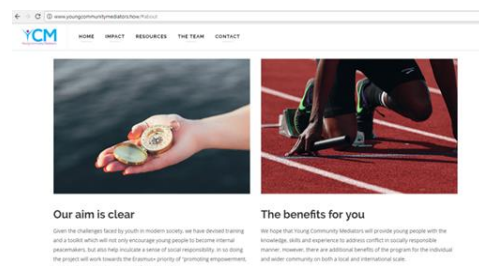 www.youngcommunitymediators.how/#about
YCM
HOME IMPACT RESOURCES THE TEAM CONTACT
Our aim is clear
Given the challenges faced by youth in modern society, we have devised training
and a toolkit which will not only encourage young people to become internal
peacemakers, but also help inculcate a sense of social responsibility, in so doing
the project will work towards the Erasmus+ priority of "promoting empowerment,
The benefits for you
We hope that Young Community Mediators will provide young people with the
knowledge, skills and experience to address conflict in socially responsible
manner. However, there are additional benefits of the program for the individual
and wider community on both a local and international scale.